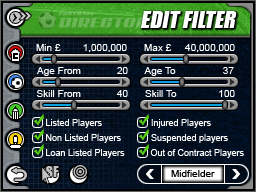 DIRECTOR
EDIT FILTER
Min £ 1,000,000 Max £ 40,000,000
Age From 20 Age To 37
Skill From 40 Skill To 100
Listed Players Injured Players
Non Listed Players Suspended players
Loan Listed Players Out of Contract Players
Midfielder